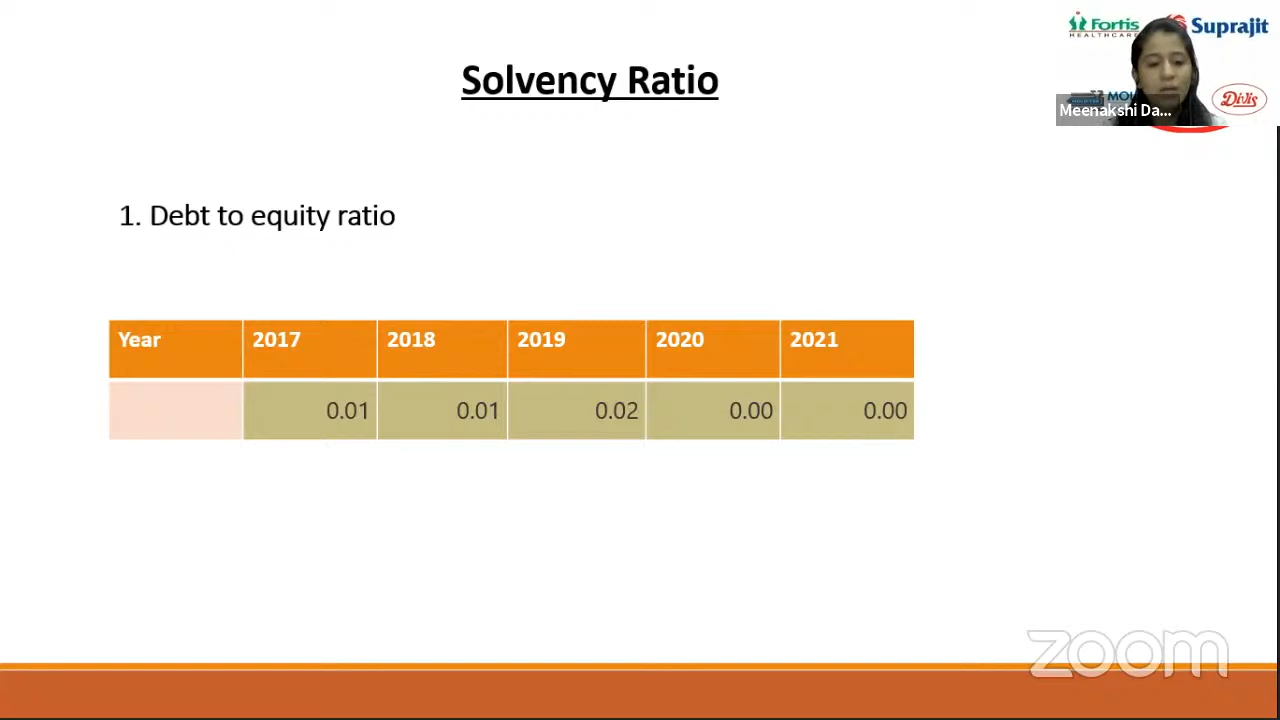 Fortis
HEALTHCARE
Suprajit
Solvency Ratio
Divis
Meenakshi Da...
1. Debt to equity ratio
Year 2017 2018 2019 2020 2021
0.01 0.01 0.02 0.00 0.00
zoom